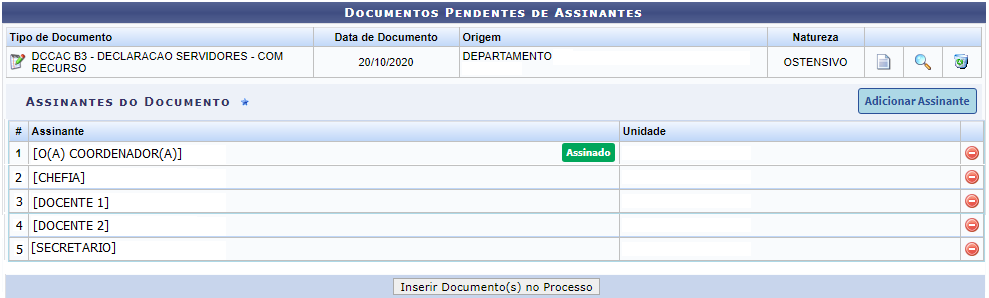 DOCUMENTOS PENDENTES DE ASSINANTES
Tipo de Documento Data de Documento Origem Natureza
DCCAC B3 - DECLARACAO SERVIDORES - COM RECURSO 20/10/2020 DEPARTAMENTO OSTENSIVO
ASSINANTES DO DOCUMENTO Adicionar Assinante
# Assinante Unidade
1 [O(A) COORDENADOR(A)] Assinado
2 [CHEFIA]
3 [DOCENTE 1]
4 [DOCENTE 2]
5 [SECRETARIO]
Inserir Documento(s) no Processo